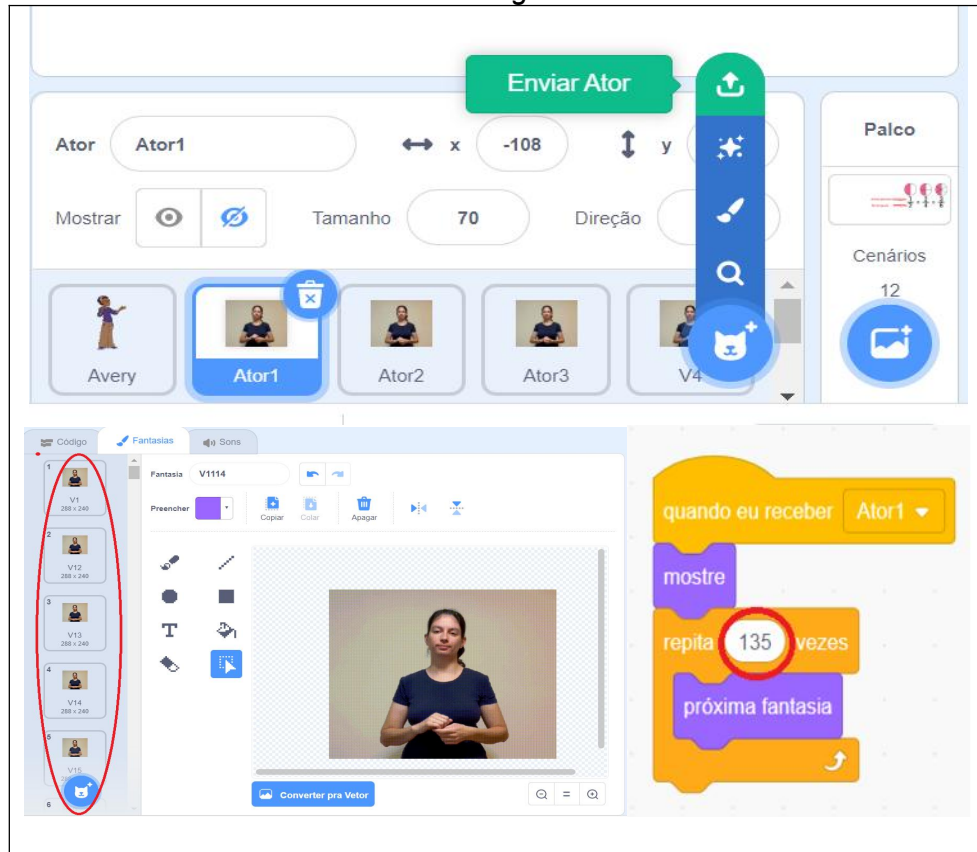 Enviar Ator
Ator Ator1 x -108 y
Mostrar Tamanho 70 Direção
Avery Ator1 Ator2 Ator3 V4
Palco
Cenários
12
Código Fantasias Sons
1
V1
288 x 240
2
V12
288 x 240
3
V13
288 x 240
4
V14
288 x 240
5
V15
6
Fantasia V1114
Preencher Copiar Colar Apagar
T
Converter pra Vetor
=
quando eu receber Ator1
mostre
repita 135 vezes
próxima fantasia